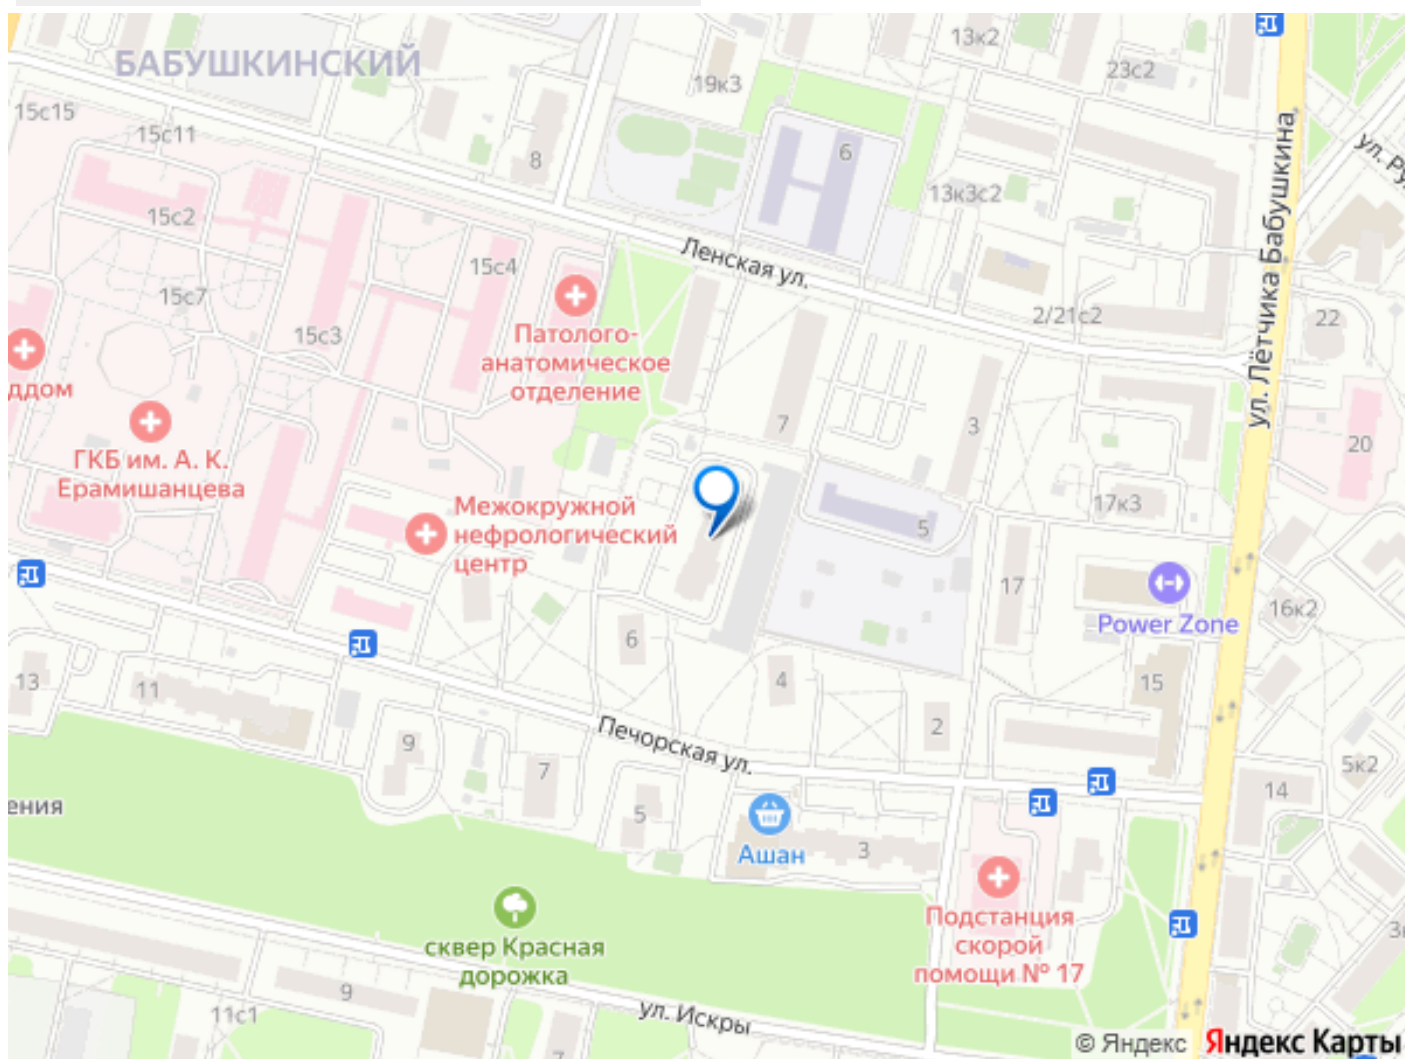 БАБУШКИНСКИЙ
13к2
23с2
19к3
15с15
15с11
8
6
ул. Лётчика Бабушкина
13к3с2
15с2
Ленская ул.
15с4
15с7
15с3
2/21с2
22
Патолого-
анатомическое
отделение
ддом
7
3
20
ГКБ им. А. К.
Ерамишанцева
Межокружной
нефрологический
центр
17к3
5
17
Power Zone
16к2
6
13
11
4
15
2
Печорская ул.
9
7
5к2
14
ения
5
Ашан
3
Подстанция
скорой
помощи № 17
сквер Красная
дорожка
9
11с1
ул. Искры
7
© Яндекс
Яндекс Карты